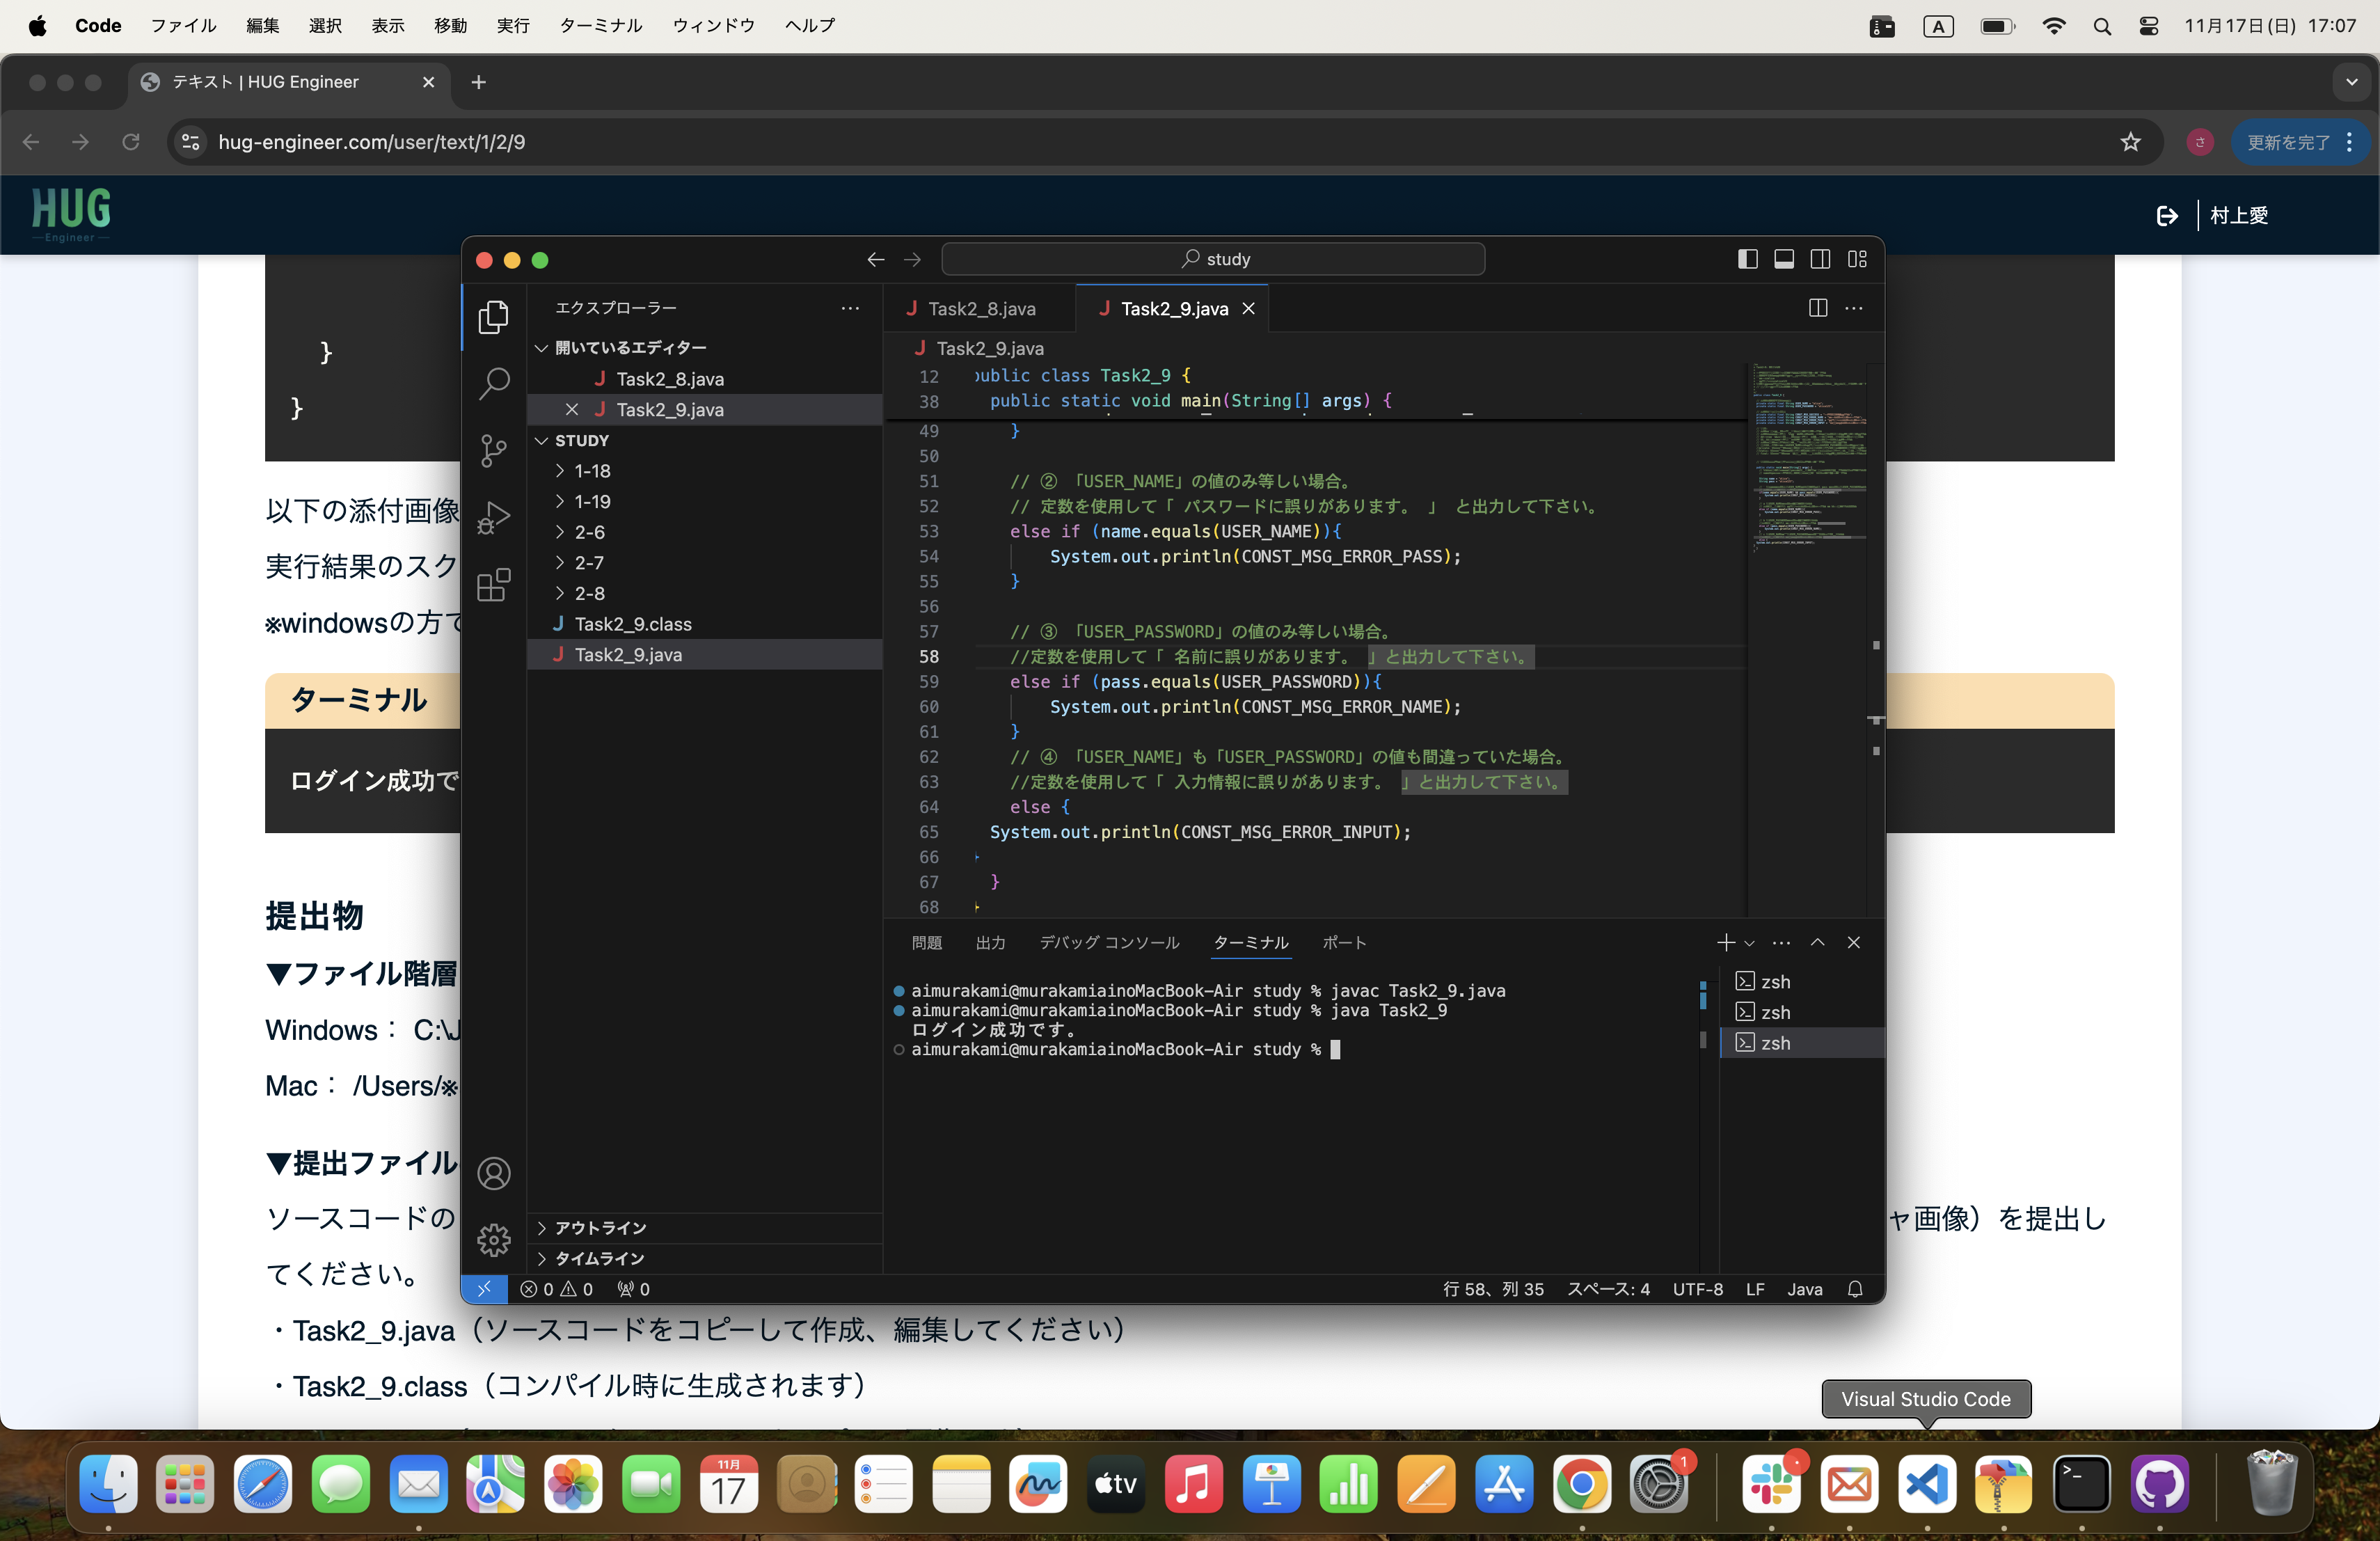 Code ファイル 編集 選択 表示 移動 実行 ターミナル ウィンドウ ヘルプ A 11月17日(日) 17:07
テキスト | HUG Engineer
hug-engineer.com/user/text/1/2/9 さ 更新を完了
HUG
Engineer
村上愛
}
}
以下の添付画像
実行結果のスク
※windowsの方で
ターミナル
ログイン成功で
提出物
▼ファイル階層
Windows： C:\J
Mac： /Users/※
▼提出ファイル
ソースコードの
ャ画像）を提出し
てください。
・Task2_9.java（ソースコードをコピーして作成、編集してください）
・Task2_9.class（コンパイル時に生成されます）
study
エクスプローラー
開いているエディター
Task2_8.java
Task2_9.java
STUDY
1-18
1-19
2-6
2-7
2-8
Task2_9.class
Task2_9.java
アウトライン
タイムライン
Task2_8.java Task2_9.java
Task2_9.java
12 public class Task2_9 {
38 public static void main(String[] args) {
49 }
50
51 // ② 「USER_NAME」の値のみ等しい場合。
52 // 定数を使用して「 パスワードに誤りがあります。 」 と出力して下さい。
53 else if (name.equals(USER_NAME)){
54 System.out.println(CONST_MSG_ERROR_PASS);
55 }
56
57 // ③ 「USER_PASSWORD」の値のみ等しい場合。
58 //定数を使用して「 名前に誤りがあります。 」と出力して下さい。
59 else if (pass.equals(USER_PASSWORD)){
60 System.out.println(CONST_MSG_ERROR_NAME);
61 }
62 // ④ 「USER_NAME」も「USER_PASSWORD」の値も間違っていた場合。
63 //定数を使用して「 入力情報に誤りがあります。 」と出力して下さい。
64 else {
65 System.out.println(CONST_MSG_ERROR_INPUT);
66 }
67 }
68 }
問題 出力 デバッグ コンソール ターミナル ポート
aimurakami@murakamiainoMacBook-Air study % javac Task2_9.java
aimurakami@murakamiainoMacBook-Air study % java Task2_9
ログイン成功です。
aimurakami@murakamiainoMacBook-Air study %
zsh
zsh
zsh
0 0 0 行 58、列 35 スペース: 4 UTF-8 LF Java
Visual Studio Code
11月
17
tv
1